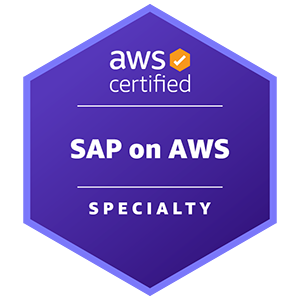 aws
certified
SAP on AWS
SPECIALTY